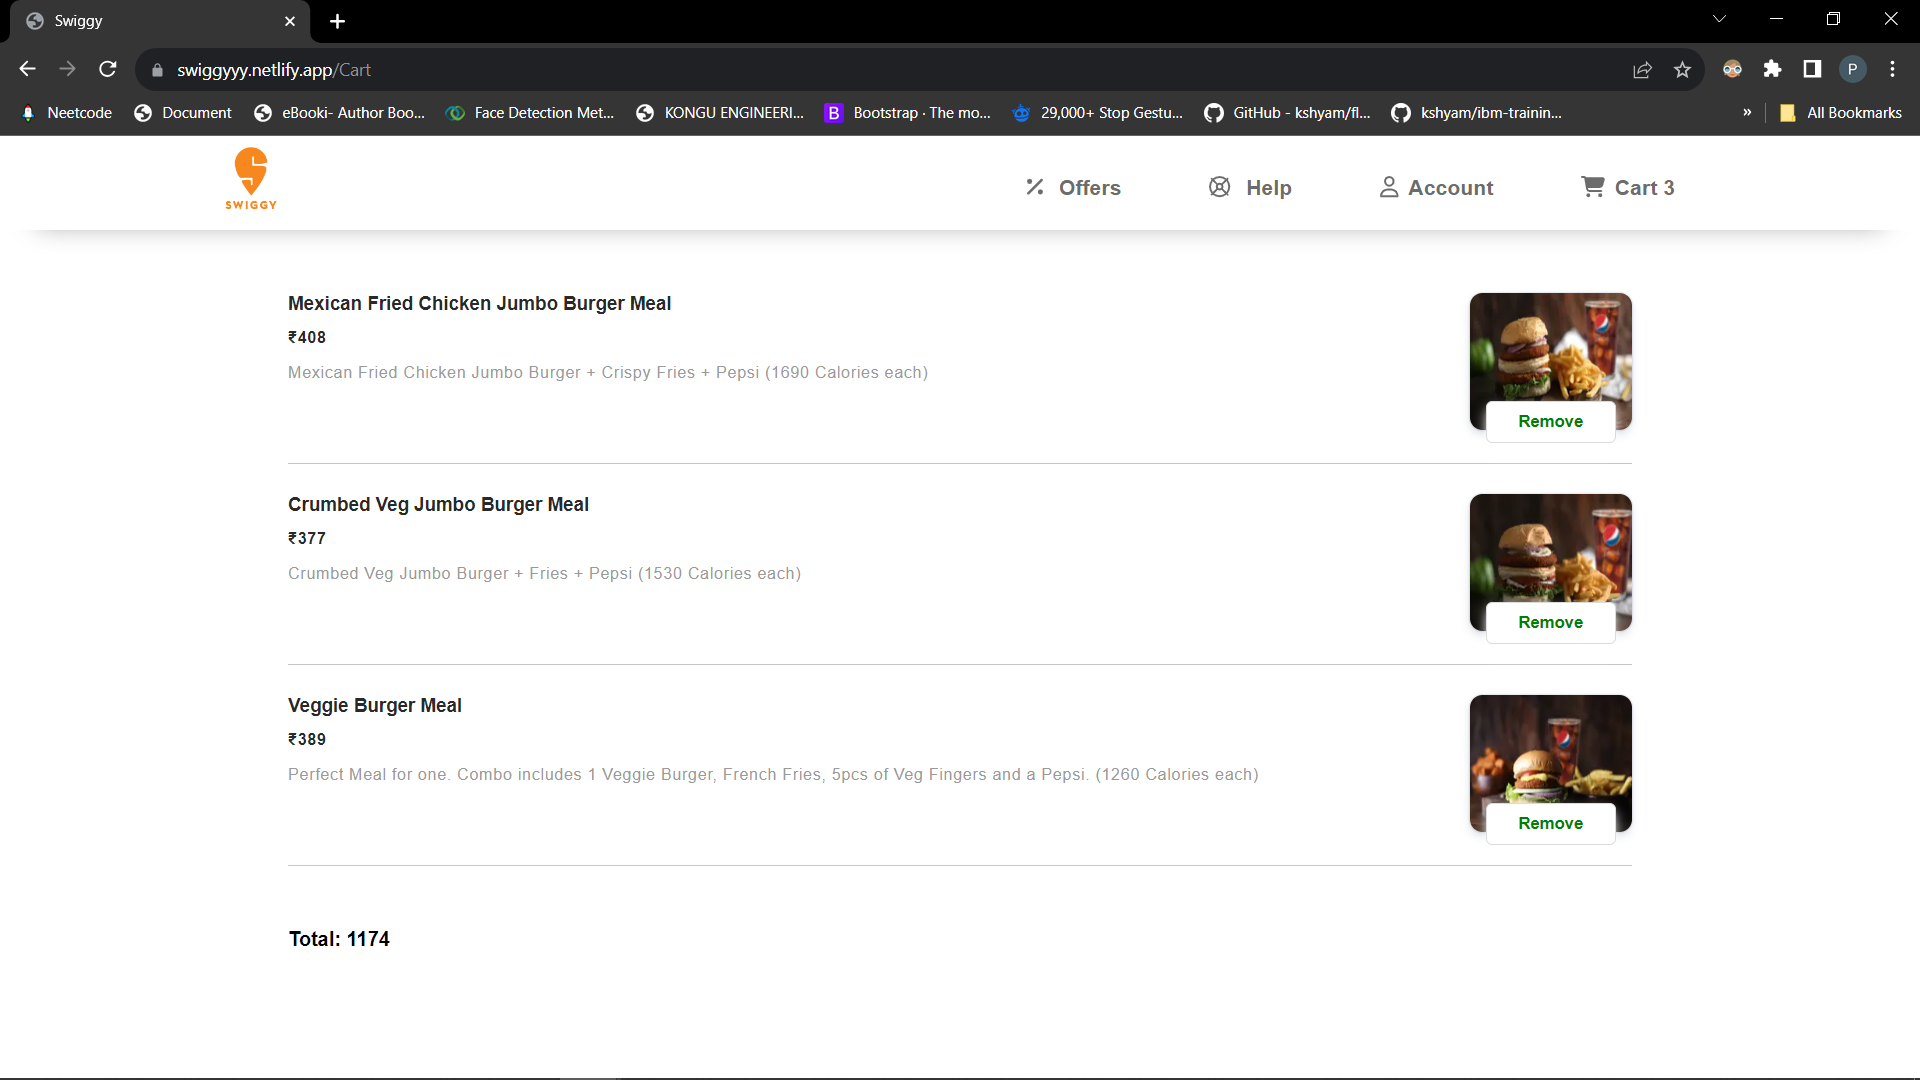 Swiggy
swiggyyy.netlify.app/Cart
P
Neetcode
Document
eBooki- Author Boo...
Face Detection Met...
KONGU ENGINEERI...
B
Bootstrap · The mo...
29,000+ Stop Gestu...
GitHub - kshyam/fl...
kshyam/ibm-trainin...
»
All Bookmarks
SWIGGY
Offers
Help
Account
Cart 3
Mexican Fried Chicken Jumbo Burger Meal
₹408
Mexican Fried Chicken Jumbo Burger + Crispy Fries + Pepsi (1690 Calories each)
Remove
Crumbed Veg Jumbo Burger Meal
₹377
Crumbed Veg Jumbo Burger + Fries + Pepsi (1530 Calories each)
Remove
Veggie Burger Meal
₹389
Perfect Meal for one. Combo includes 1 Veggie Burger, French Fries, 5pcs of Veg Fingers and a Pepsi. (1260 Calories each)
Remove
Total: 1174